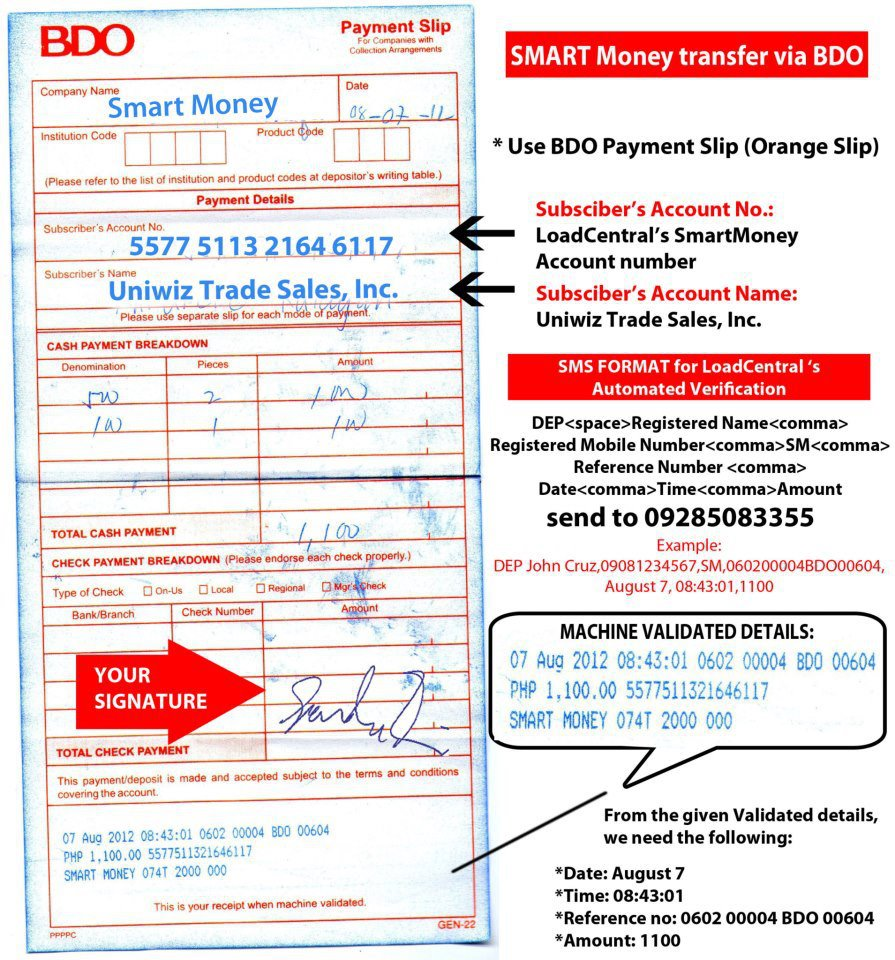 BDO
Payment Slip
For Companies with
Collection Arrangements
Company Name
Smart Money
Date
08-07-12
Institution Code
Product Code
(Please refer to the list of institution and product codes at depositor's writing table.)
Payment Details
Subscriber's Account No.
5577 5113 2164 6117
Subscriber's Name
Uniwiz Trade Sales, Inc.
Please use separate slip for each mode of payment.
CASH PAYMENT BREAKDOWN
Denomination Pieces Amount
500 2 1000
100 1 100
TOTAL CASH PAYMENT 1,100
CHECK PAYMENT BREAKDOWN (Please endorse each check properly.)
Type of Check On-Us Local Regional Mgr's Check
Bank/Branch Check Number Amount
YOUR
SIGNATURE
TOTAL CHECK PAYMENT
This payment/deposit is made and accepted subject to the terms and conditions
covering the account.
07 Aug 2012 08:43:01 0602 00004 BDO 00604
PHP 1,100.00 5577511321646117
SMART MONEY 074T 2000 000
This is your receipt when machine validated.
PPPPC
GEN-22
SMART Money transfer via BDO
* Use BDO Payment Slip (Orange Slip)
Subsciber's Account No.:
LoadCentral's SmartMoney
Account number
Subsciber's Account Name:
Uniwiz Trade Sales, Inc.
SMS FORMAT for LoadCentral 's
Automated Verification
DEP<space>Registered Name<comma>
Registered Mobile Number<comma>SM<comma>
Reference Number <comma>
Date<comma>Time<comma>Amount
send to 09285083355
Example:
DEP John Cruz,09081234567,SM,060200004BDO00604,
August 7, 08:43:01,1100
MACHINE VALIDATED DETAILS:
07 Aug 2012 08:43:01 0602 00004 BDO 00604
PHP 1,100.00 5577511321646117
SMART MONEY 074T 2000 000
From the given Validated details,
we need the following:
*Date: August 7
*Time: 08:43:01
*Reference no: 0602 00004 BDO 00604
*Amount: 1100